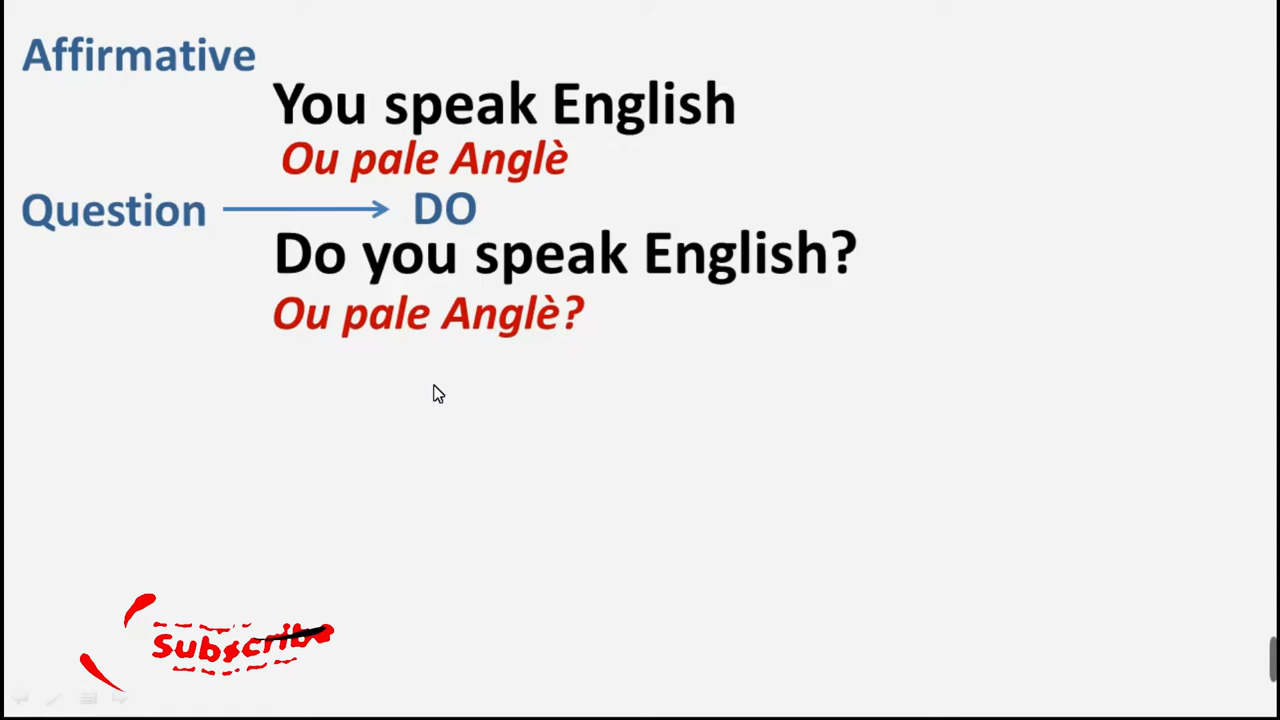 Affirmative
You speak English
Ou pale Anglè
Question DO
Do you speak English?
Ou pale Anglè?
Subscribe